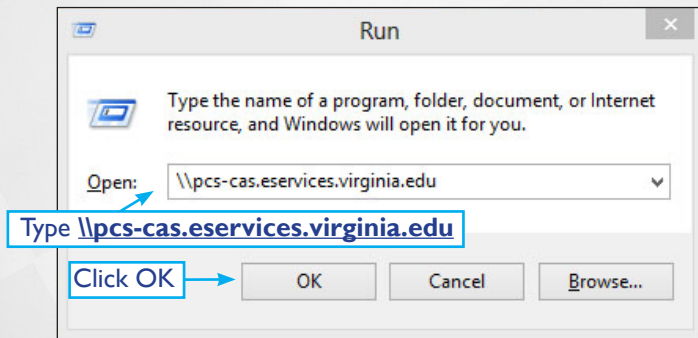 Run
Type the name of a program, folder, document, or Internet
resource, and Windows will open it for you.
Open: \\pcs-cas.eservices.virginia.edu
Type \\pcs-cas.eservices.virginia.edu
Click OK
OK Cancel Browse...